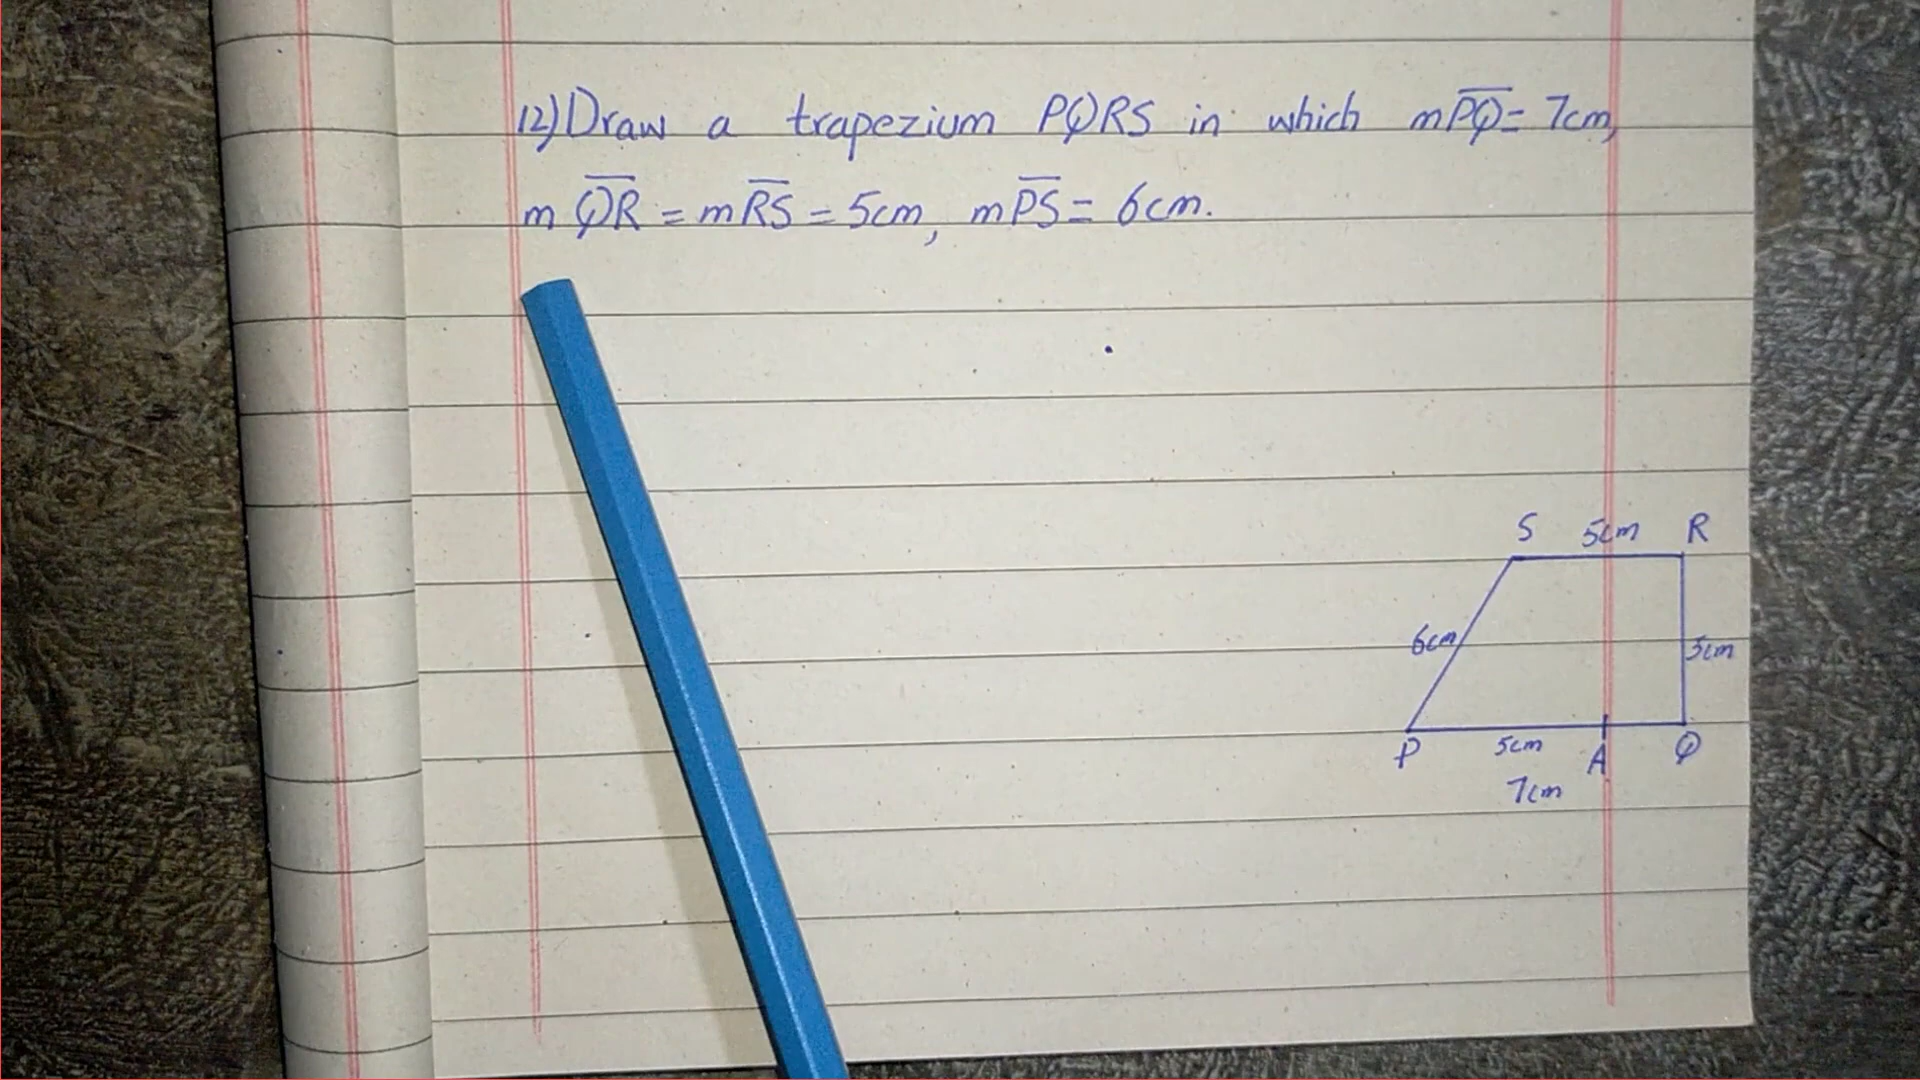 12) Draw a trapezium PQRS in which mPQ = 7cm,
mQR = mRS = 5cm, mPS = 6cm.
S 5cm R
6cm 5cm
P 5cm A Q
7cm